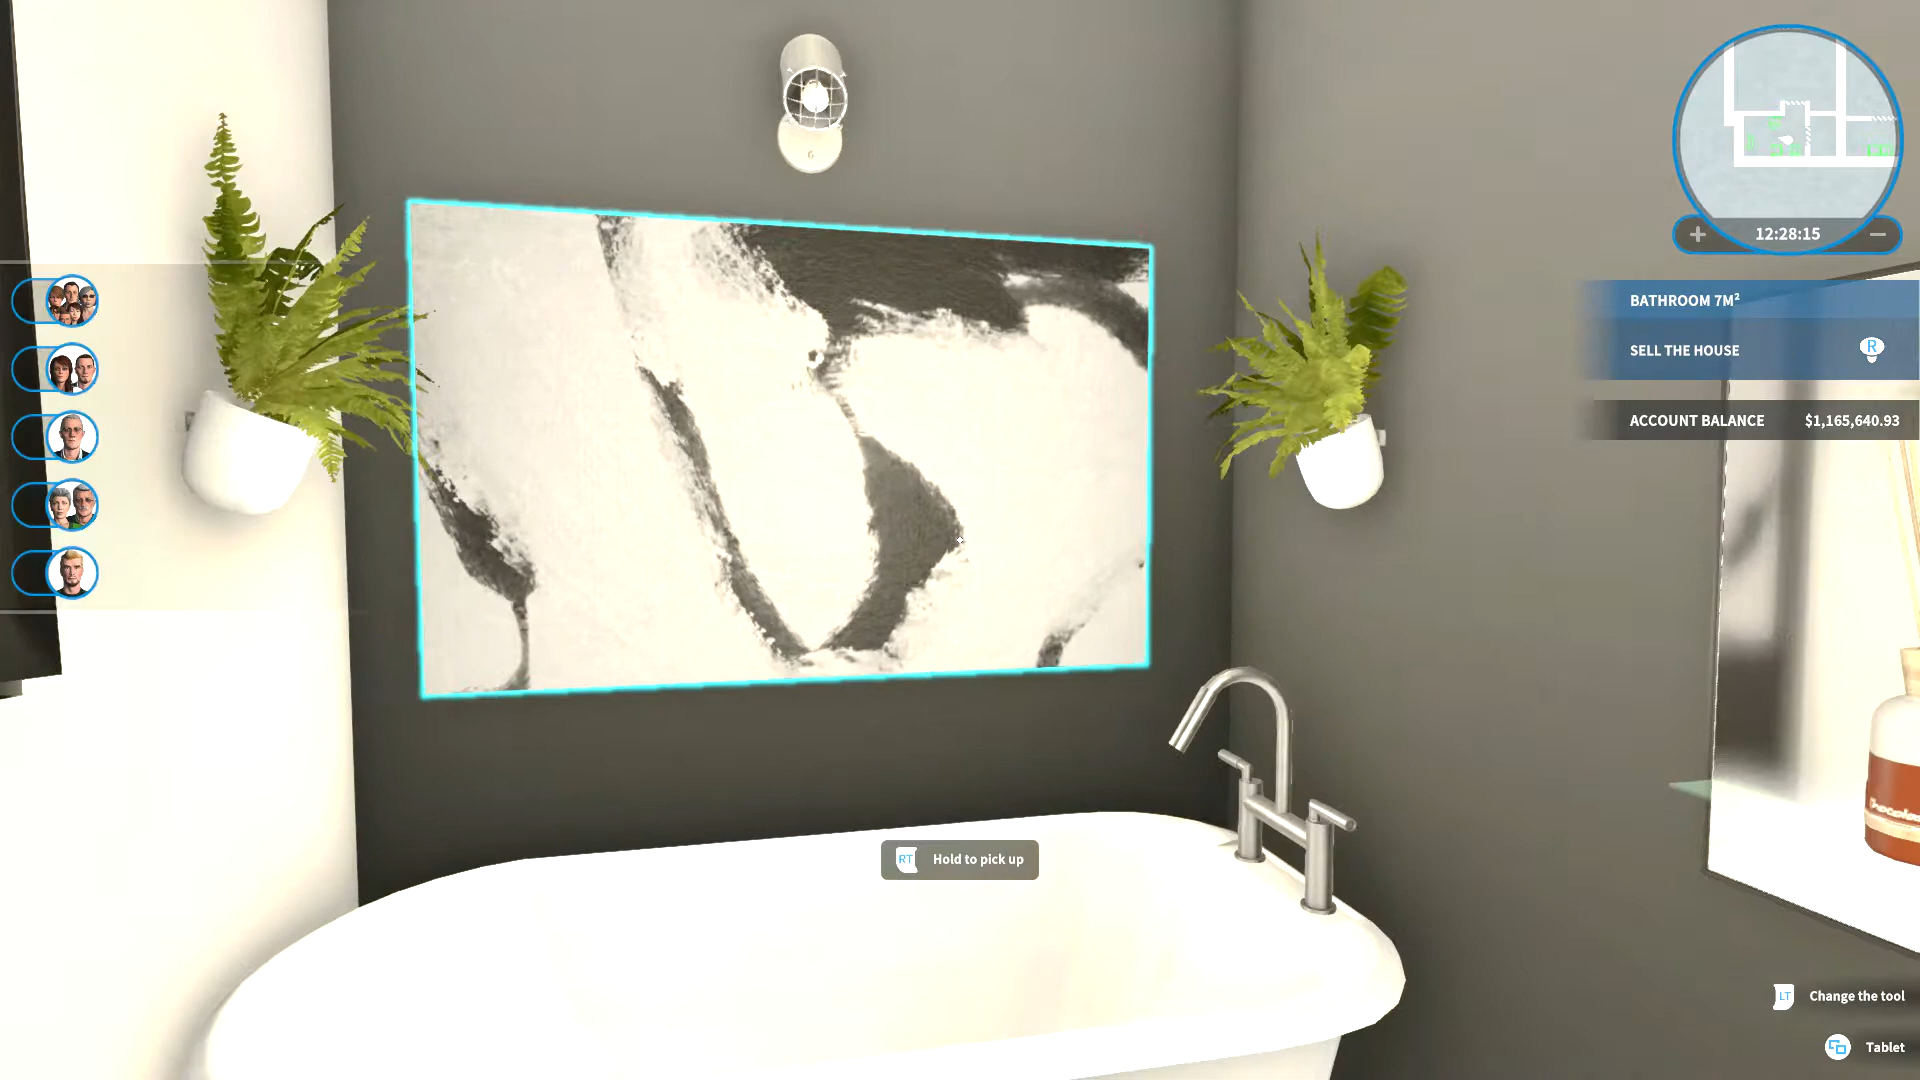 12:28:15
BATHROOM 7M²
SELL THE HOUSE
R
ACCOUNT BALANCE $1,165,640.93
RT Hold to pick up
LT Change the tool
Tablet